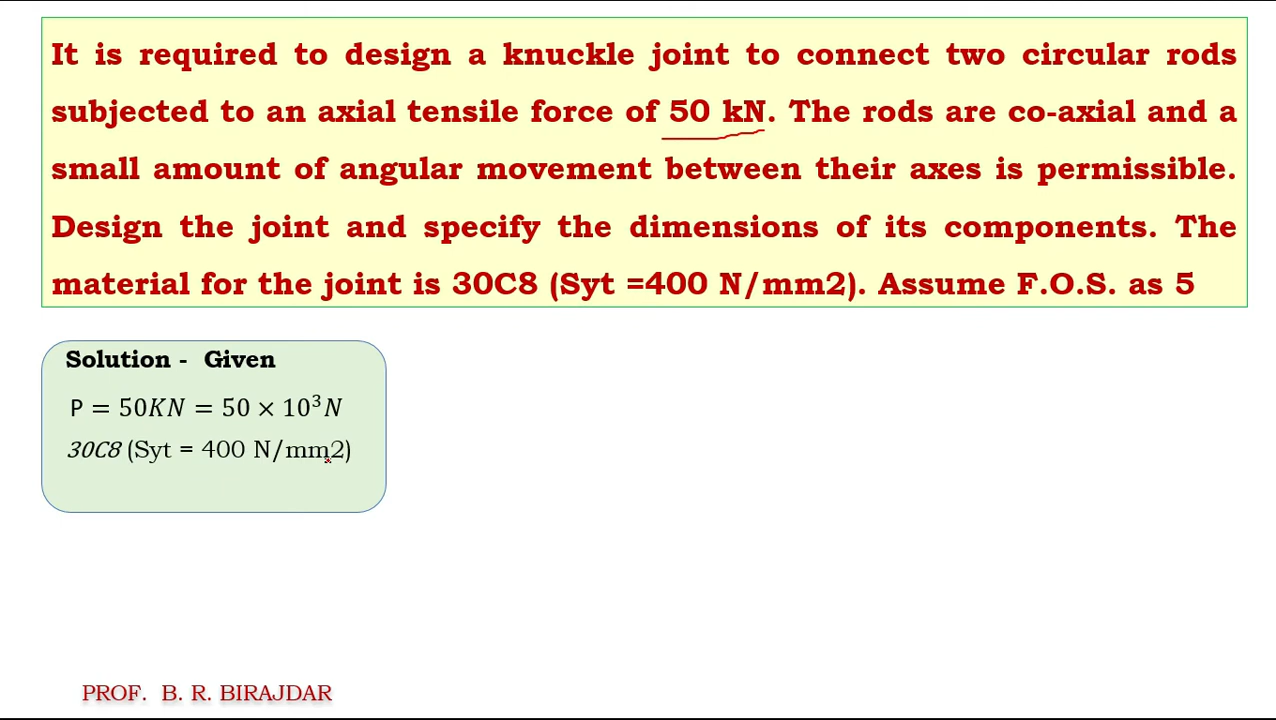 It is required to design a knuckle joint to connect two circular rods
subjected to an axial tensile force of 50 kN. The rods are co-axial and a
small amount of angular movement between their axes is permissible.
Design the joint and specify the dimensions of its components. The
material for the joint is 30C8 (Syt =400 N/mm2). Assume F.O.S. as 5
Solution - Given
P = 50KN = 50 × 10³ N
30C8 (Syt = 400 N/mm2)
PROF. B. R. BIRAJDAR